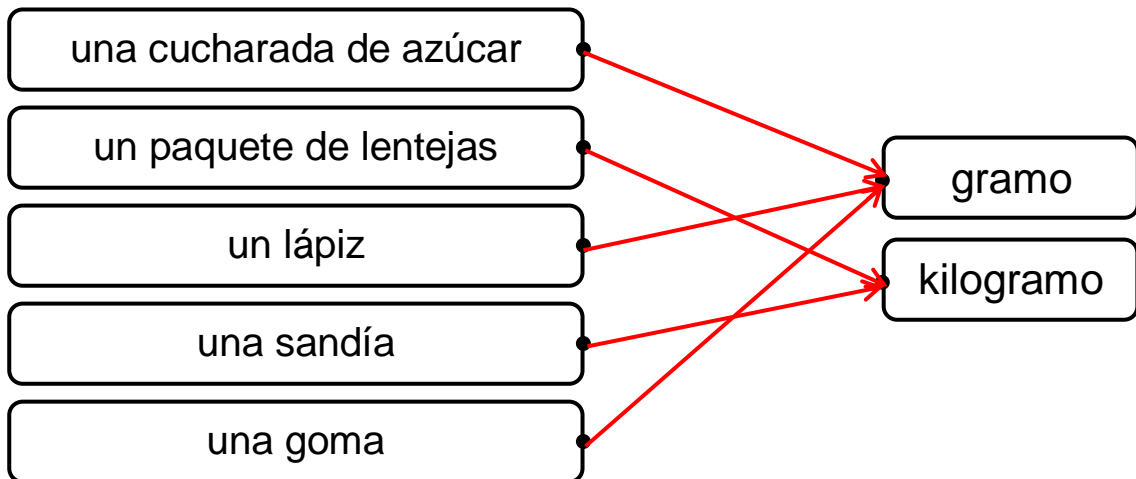 una cucharada de azúcar
un paquete de lentejas
un lápiz
una sandía
una goma
gramo
kilogramo